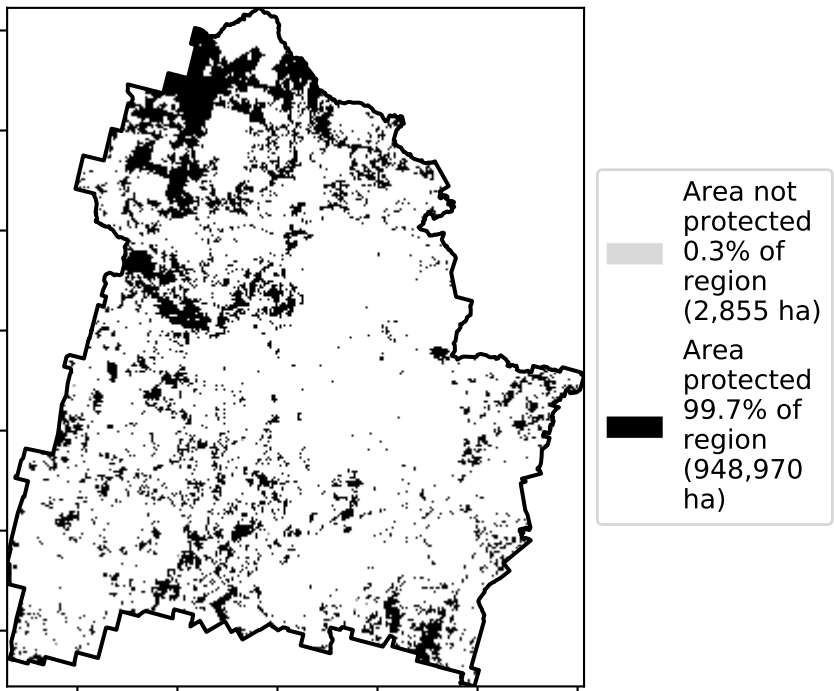 Area not
protected
0.3% of
region
(2,855 ha)
Area
protected
99.7% of
region
(948,970
ha)